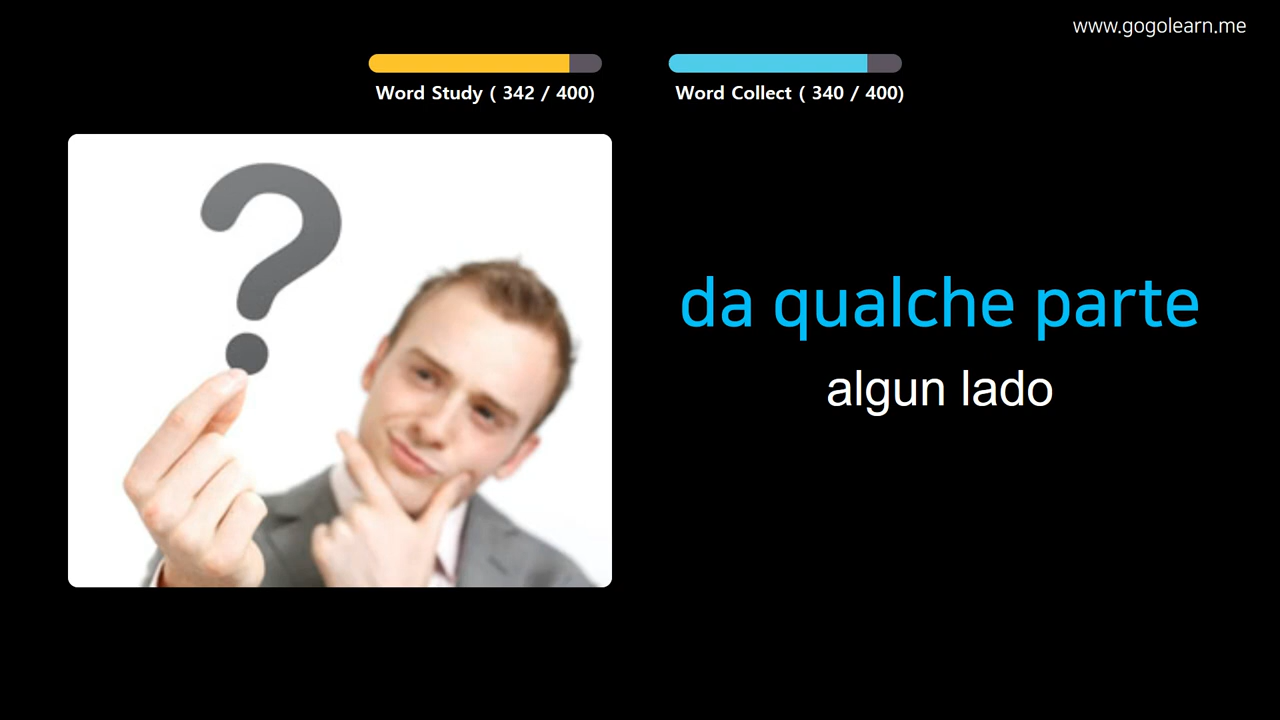 www.gogolearn.me
Word Study ( 342 / 400)
Word Collect ( 340 / 400)
da qualche parte
algun lado